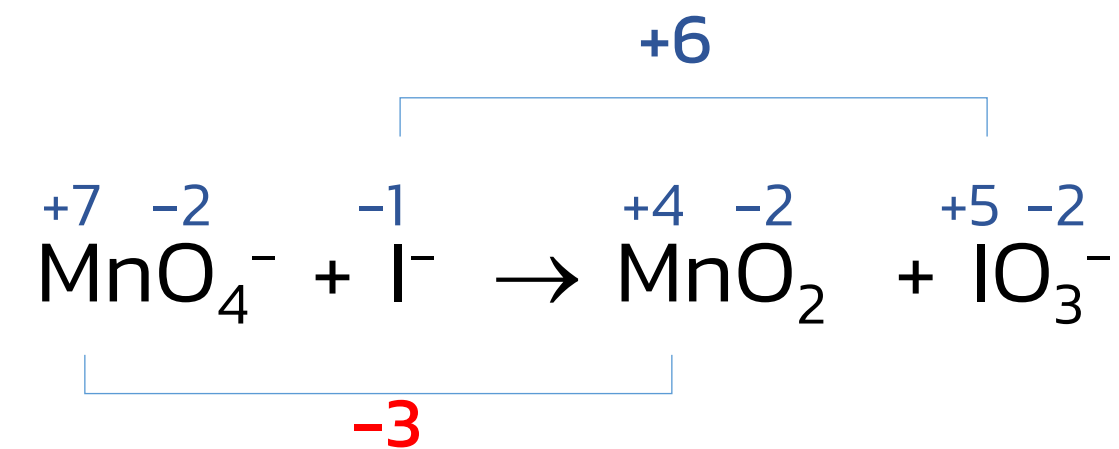 +6
+7 −2 −1 +4 −2 +5 −2
MnO₄⁻ + I⁻ → MnO₂ + IO₃⁻
−3